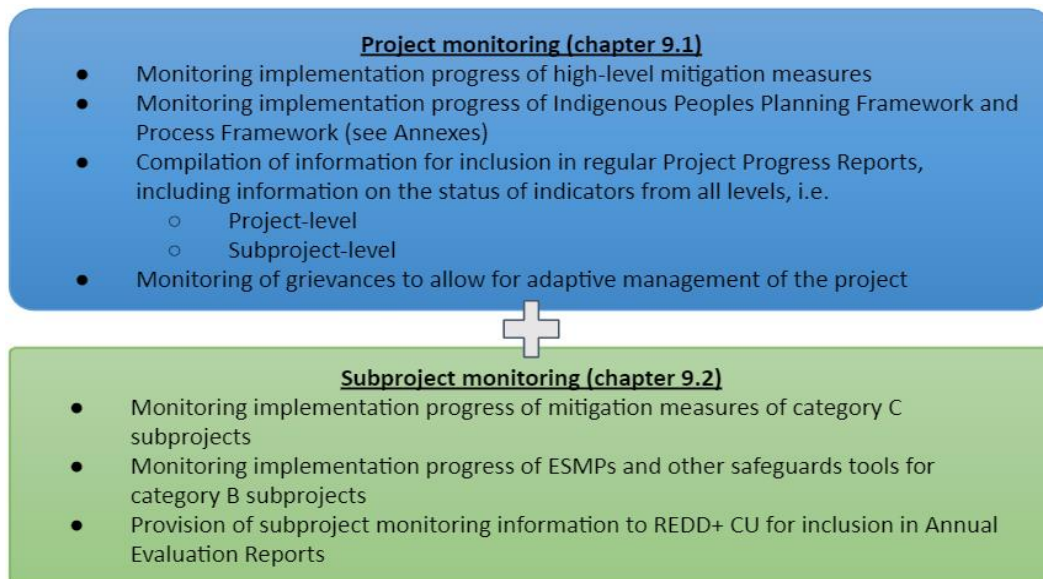 Project monitoring (chapter 9.1)
● Monitoring implementation progress of high-level mitigation measures
● Monitoring implementation progress of Indigenous Peoples Planning Framework and
Process Framework (see Annexes)
● Compilation of information for inclusion in regular Project Progress Reports,
including information on the status of indicators from all levels, i.e.
○ Project-level
○ Subproject-level
● Monitoring of grievances to allow for adaptive management of the project
Subproject monitoring (chapter 9.2)
● Monitoring implementation progress of mitigation measures of category C
subprojects
● Monitoring implementation progress of ESMPs and other safeguards tools for
category B subprojects
● Provision of subproject monitoring information to REDD+ CU for inclusion in Annual
Evaluation Reports